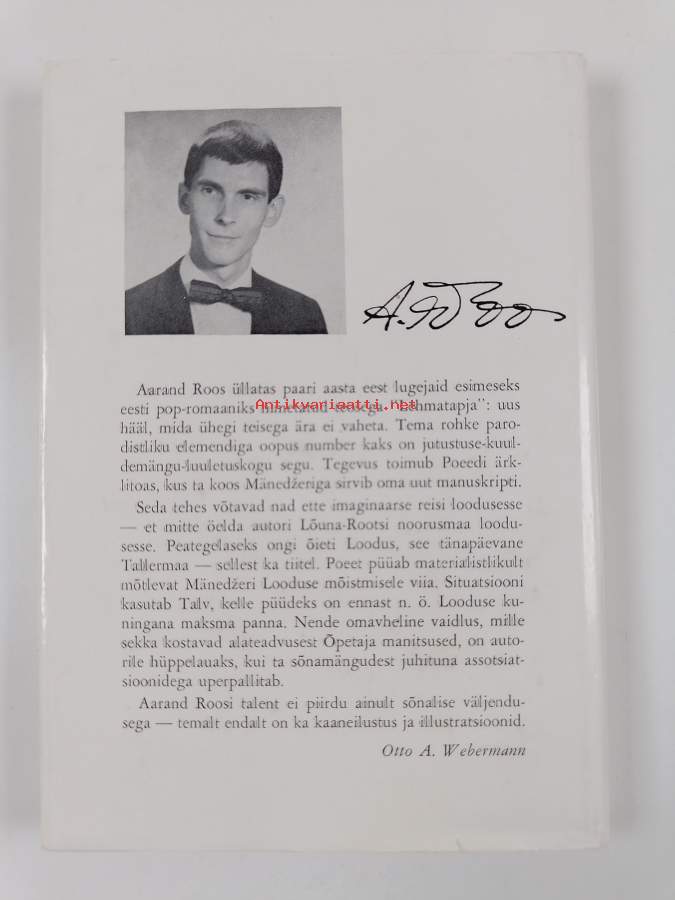 A. Roos
Aarand Roos üllatas paari aasta eest lugejaid esimeseks
eesti pop-romaaniks nimetatud teosega "Rehmatapja": uus
Antikvariaatti.net
hääl, mida ühegi teisega ära ei vaheta. Tema rohke paro-
distliku elemendiga oopus number kaks on jutustuse-kuul-
demängu-luuletuskogu segu. Tegevus toimub Poeedi ärk-
litoas, kus ta koos Mänedžeriga sirvib oma uut manuskripti.
Seda tehes võtavad nad ette imaginaarse reisi loodusesse
— et mitte öelda autori Lõuna-Rootsi noorusmaa loodu-
sesse. Peategelaseks ongi õieti Loodus, see tänapäevane
Tallermaa — sellest ka tiitel. Poeet püüab materialistlikult
mõtlevat Mänedžeri Looduse mõistmisele viia. Situatsiooni
kasutab Talv, kelle püüdeks on ennast n. ö. Looduse ku-
ningana maksma panna. Nende omavheline vaidlus, mille
sekka kostavad alateadvusest Õpetaja manitsused, on auto-
rile hüppelauaks, kui ta sõnamängudest juhituna assotsiat-
sioonidega uperpallitab.
Aarand Roosi talent ei piirdu ainult sõnalise väljendu-
sega — temalt endalt on ka kaaneilustus ja illustratsioonid.
Otto A. Webermann